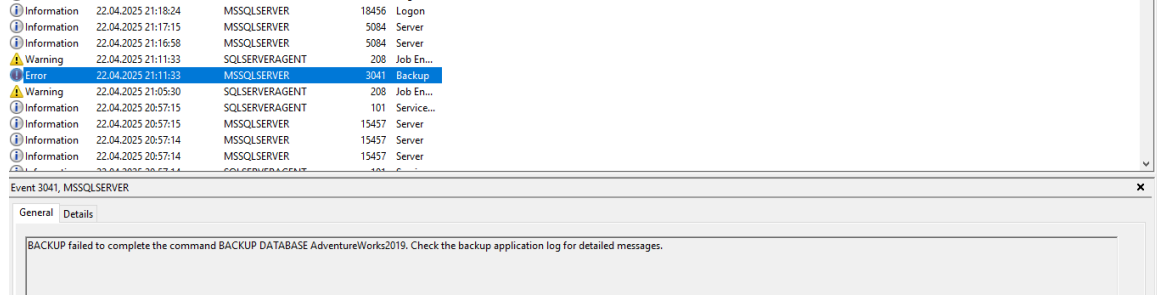 Information 22.04.2025 21:18:24 MSSQLSERVER 18456 Logon
Information 22.04.2025 21:17:15 MSSQLSERVER 5084 Server
Information 22.04.2025 21:16:58 MSSQLSERVER 5084 Server
Warning 22.04.2025 21:11:33 SQLSERVERAGENT 208 Job En...
Error 22.04.2025 21:11:33 MSSQLSERVER 3041 Backup
Warning 22.04.2025 21:05:30 SQLSERVERAGENT 208 Job En...
Information 22.04.2025 20:57:15 SQLSERVERAGENT 101 Service...
Information 22.04.2025 20:57:15 MSSQLSERVER 15457 Server
Information 22.04.2025 20:57:14 MSSQLSERVER 15457 Server
Information 22.04.2025 20:57:14 MSSQLSERVER 15457 Server
Event 3041, MSSQLSERVER
General Details
BACKUP failed to complete the command BACKUP DATABASE AdventureWorks2019. Check the backup application log for detailed messages.